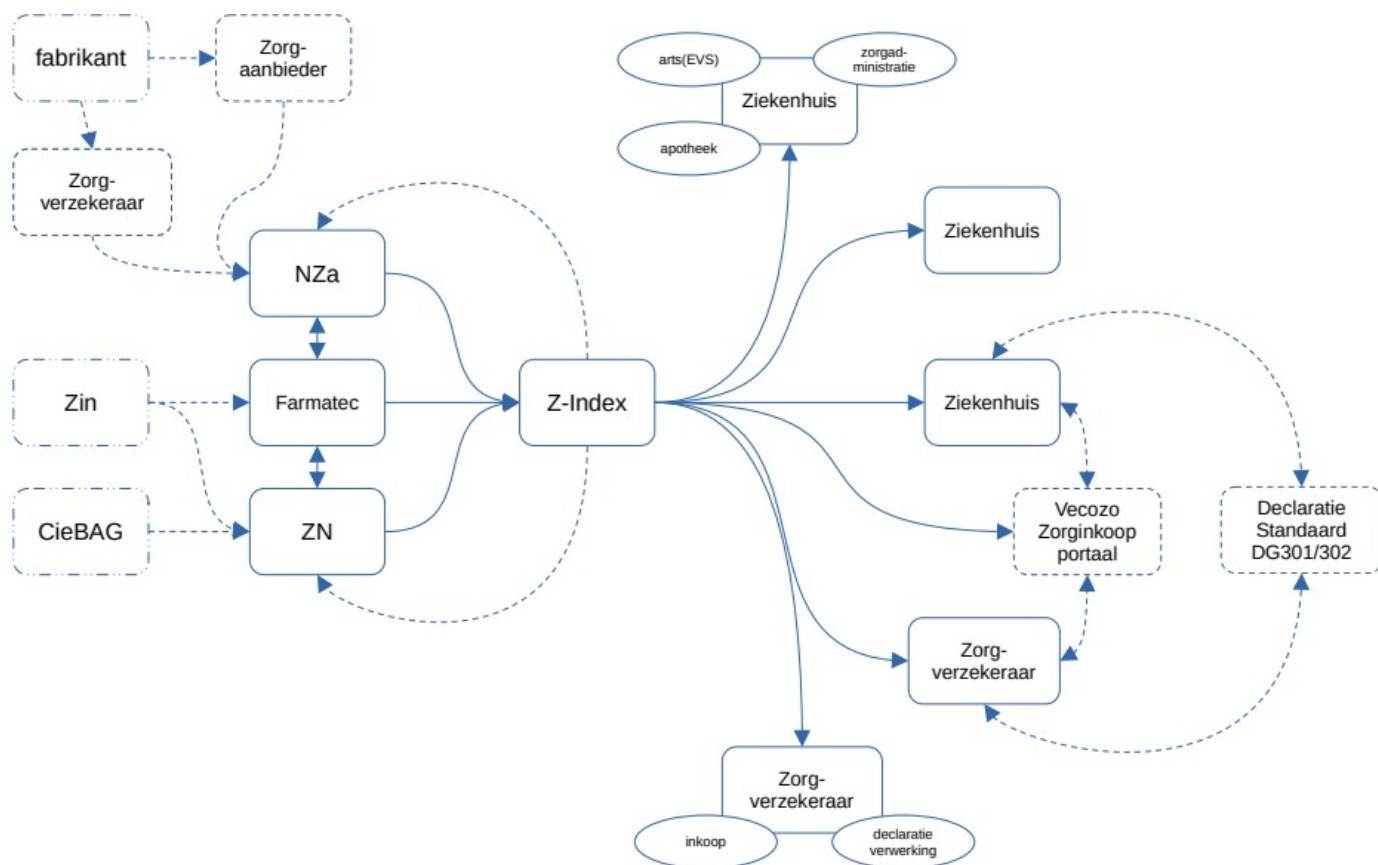 fabrikant
Zorg-
aanbieder
Zorg-
verzekeraar
arts(EVS)
zorgad-
ministratie
Ziekenhuis
apotheek
NZa
Ziekenhuis
Zin
Farmatec
Z-Index
Ziekenhuis
CieBAG
ZN
Vecozo
Zorginkoop
portaal
Declaratie
Standaard
DG301/302
Zorg-
verzekeraar
Zorg-
verzekeraar
inkoop
declaratie
verwerking